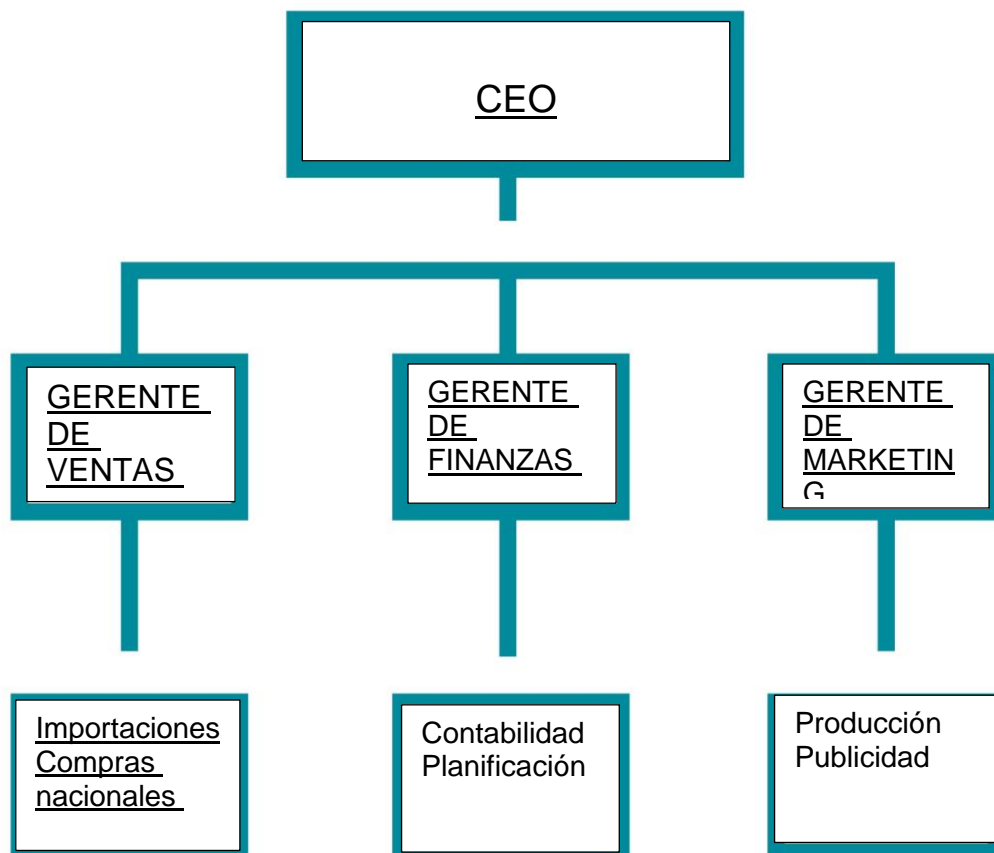 CEO
GERENTE
DE
VENTAS
GERENTE
DE
FINANZAS
GERENTE
DE
MARKETIN
G
Importaciones
Compras
nacionales
Contabilidad
Planificación
Producción
Publicidad